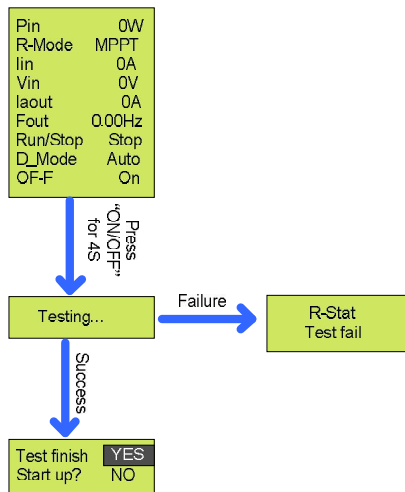 Pin 0W
R-Mode MPPT
Iin 0A
Vin 0V
Iaout 0A
Fout 0.00Hz
Run/Stop Stop
D_Mode Auto
OF-F On
Press
“ON/OFF”
for 4S
Testing...
Failure
R-Stat
Test fail
Success
Test finish YES
Start up? NO